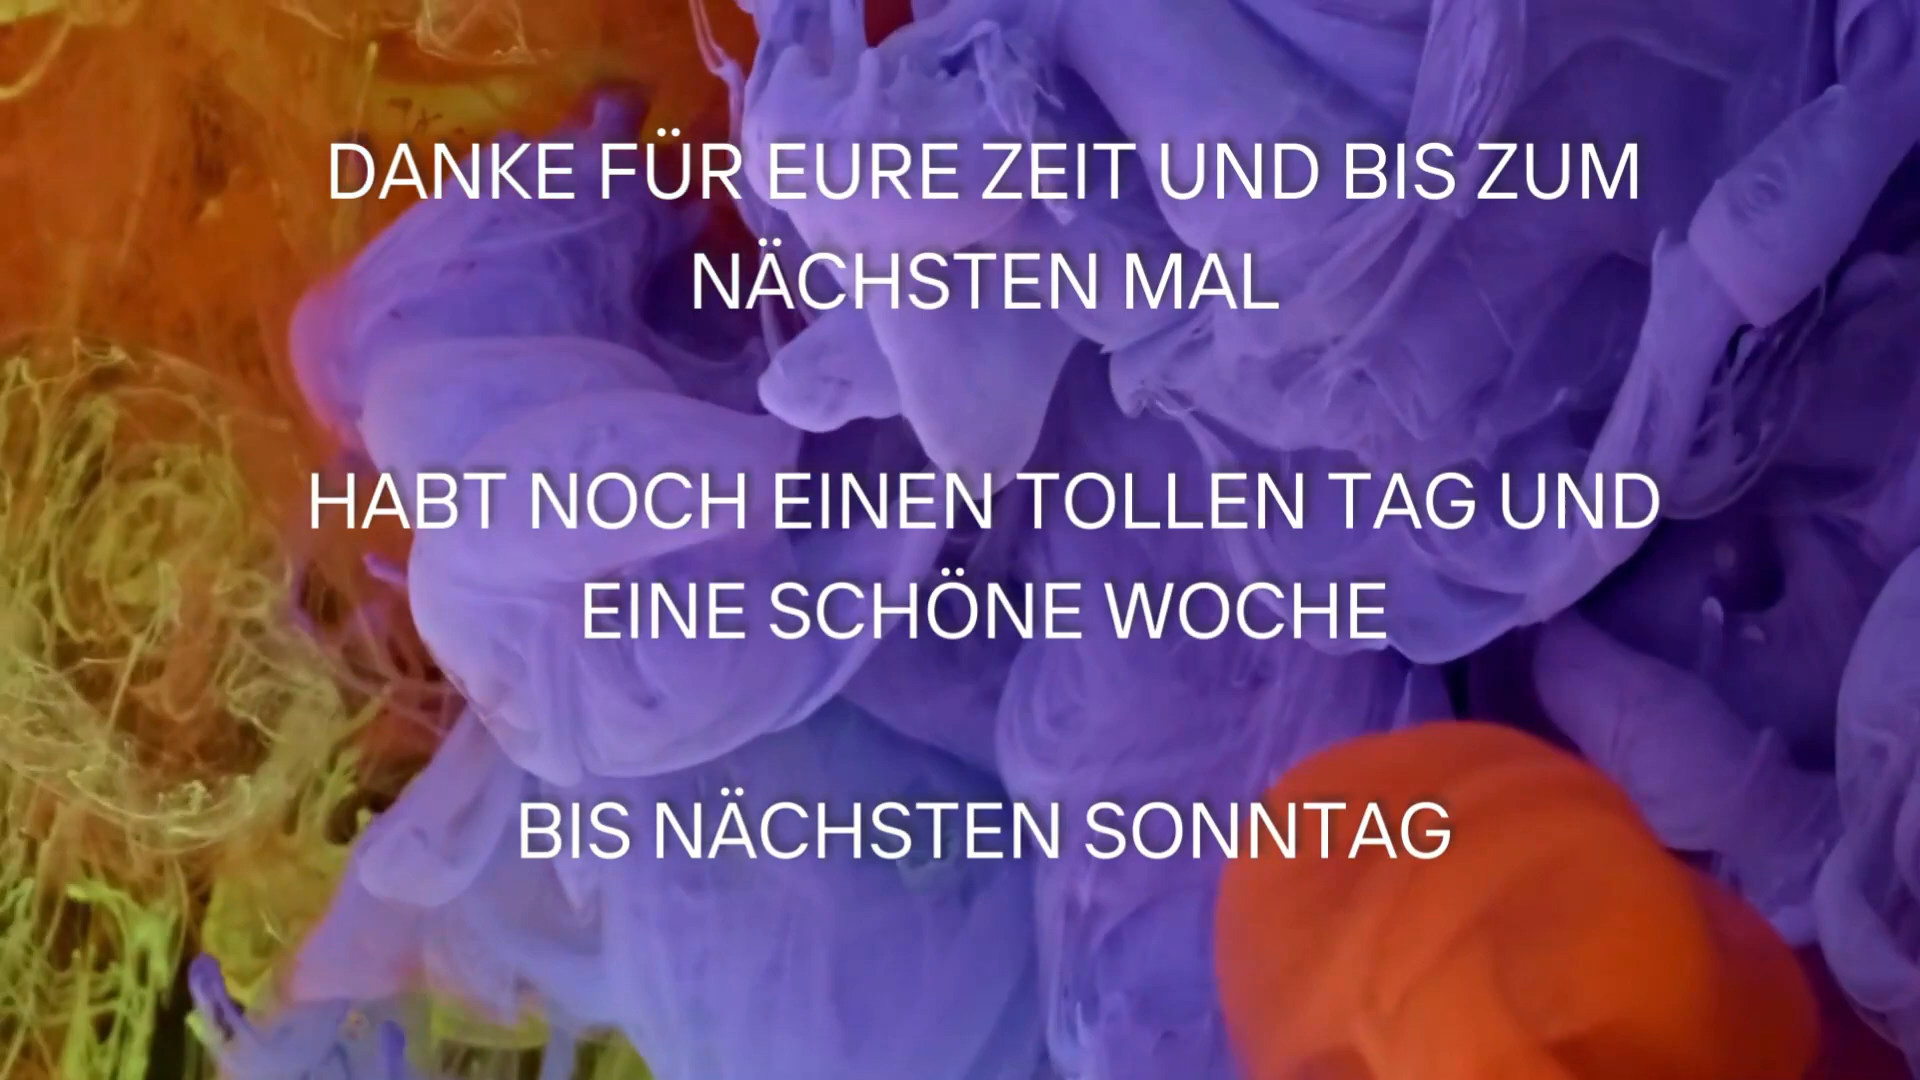 DANKE FÜR EURE ZEIT UND BIS ZUM
NÄCHSTEN MAL
HABT NOCH EINEN TOLLEN TAG UND
EINE SCHÖNE WOCHE
BIS NÄCHSTEN SONNTAG